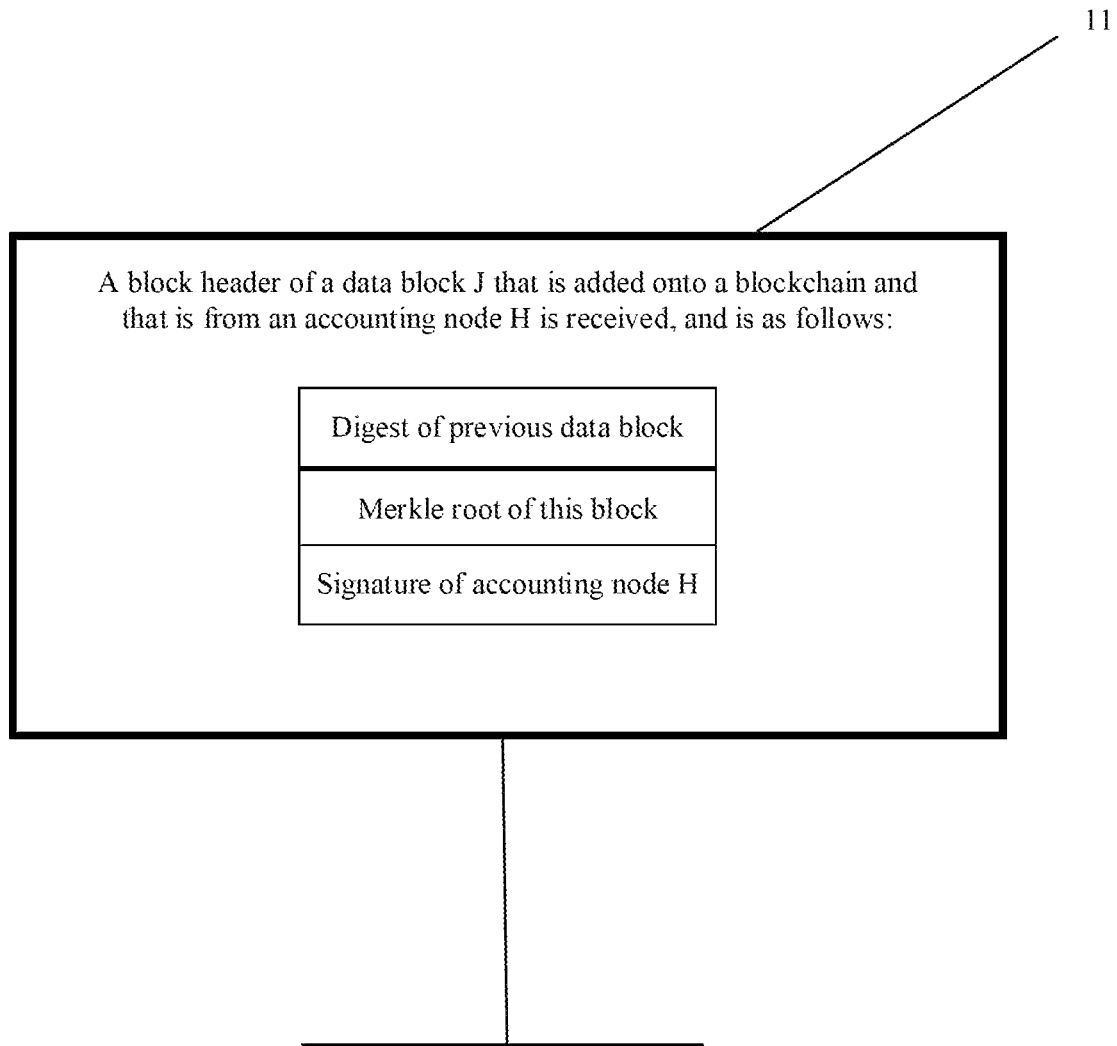 11
A block header of a data block J that is added onto a blockchain and
that is from an accounting node H is received, and is as follows:
Digest of previous data block
Merkle root of this block
Signature of accounting node H